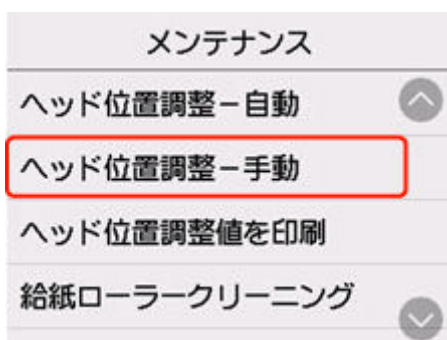 メンテナンス
ヘッド位置調整－自動
ヘッド位置調整－手動
ヘッド位置調整値を印刷
給紙ローラークリーニング